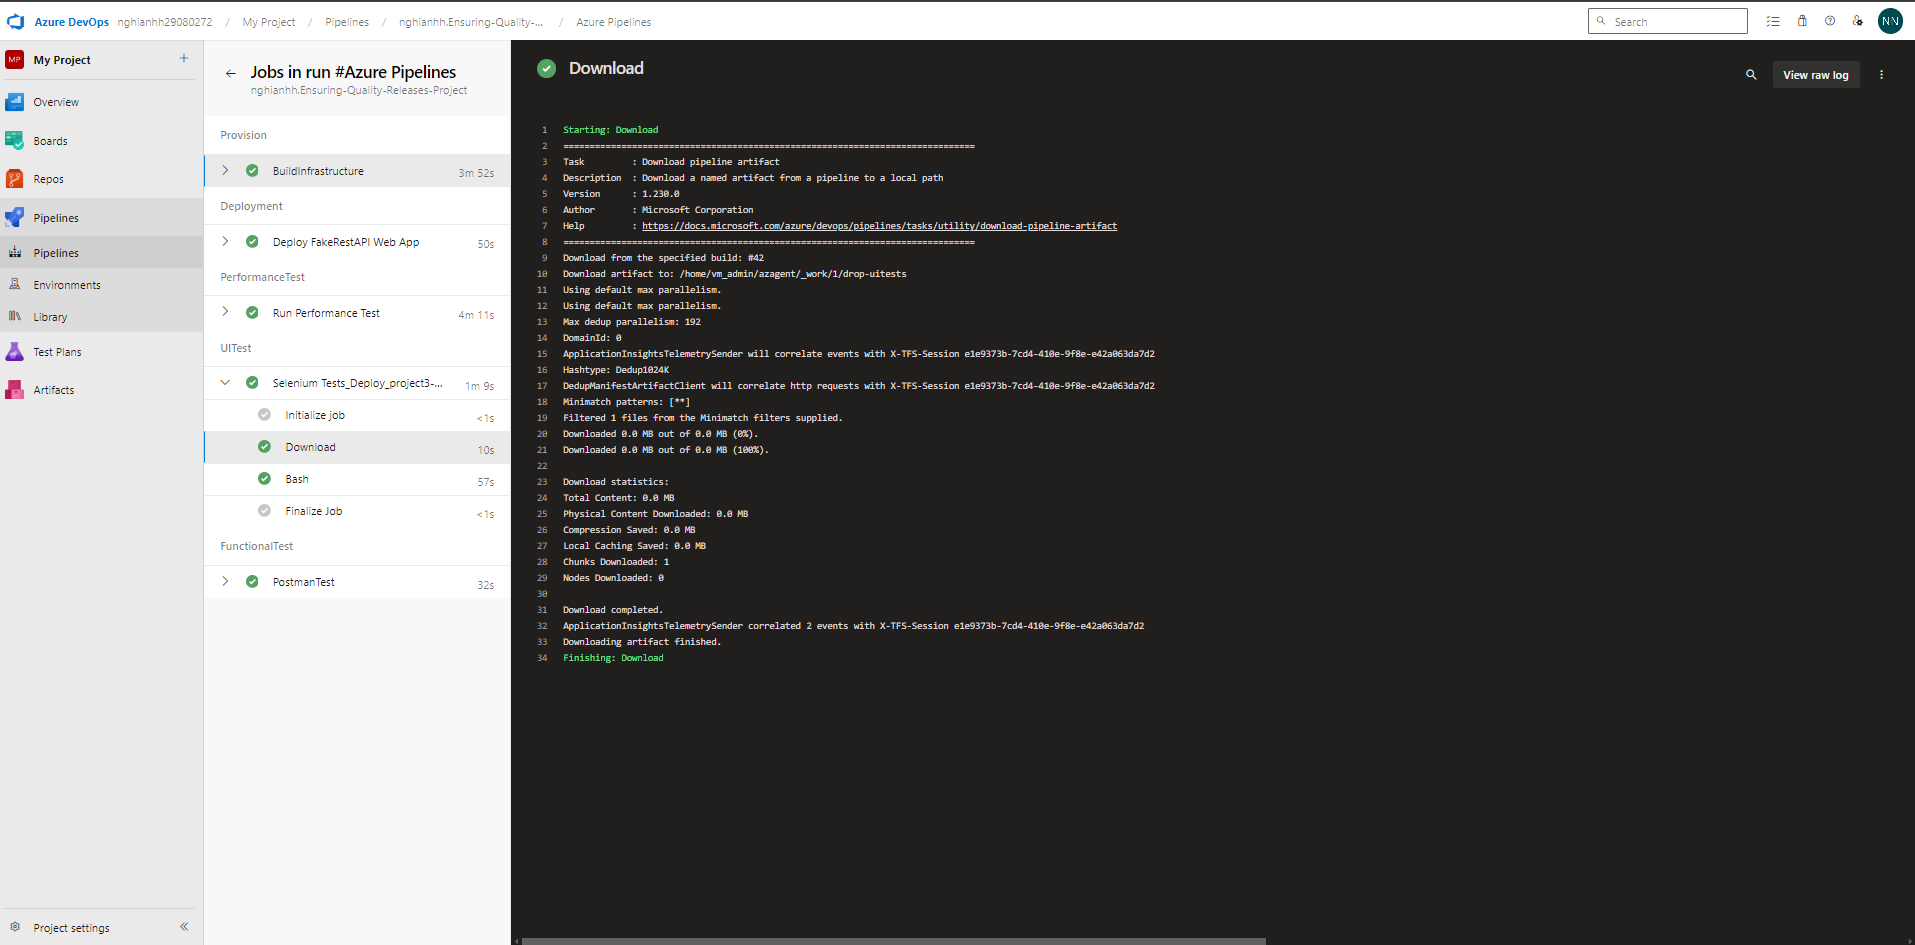 Azure DevOps nghianhh29080272 / My Project / Pipelines / nghianhh.Ensuring-Quality-... / Azure Pipelines
Search
NN
MP My Project +
Overview
Boards
Repos
Pipelines
Pipelines
Environments
Library
Test Plans
Artifacts
Project settings
Jobs in run #Azure Pipelines
nghianhh.Ensuring-Quality-Releases-Project
Provision
BuildInfrastructure 3m 52s
Deployment
Deploy FakeRestAPI Web App 50s
PerformanceTest
Run Performance Test 4m 11s
UITest
Selenium Tests_Deploy_project3-... 1m 9s
Initialize job <1s
Download 10s
Bash 57s
Finalize Job <1s
FunctionalTest
PostmanTest 32s
Download
View raw log
1 Starting: Download
2 ==============================================================================
3 Task         : Download pipeline artifact
4 Description  : Download a named artifact from a pipeline to a local path
5 Version      : 1.230.0
6 Author       : Microsoft Corporation
7 Help         : https://docs.microsoft.com/azure/devops/pipelines/tasks/utility/download-pipeline-artifact
8 ==============================================================================
9 Download from the specified build: #42
10 Download artifact to: /home/vm_admin/azagent/_work/1/drop-uitests
11 Using default max parallelism.
12 Using default max parallelism.
13 Max dedup parallelism: 192
14 DomainId: 0
15 ApplicationInsightsTelemetrySender will correlate events with X-TFS-Session e1e9373b-7cd4-410e-9f8e-e42a063da7d2
16 Hashtype: Dedup1024K
17 DedupManifestArtifactClient will correlate http requests with X-TFS-Session e1e9373b-7cd4-410e-9f8e-e42a063da7d2
18 Minimatch patterns: [**]
19 Filtered 1 files from the Minimatch filters supplied.
20 Downloaded 0.0 MB out of 0.0 MB (0%).
21 Downloaded 0.0 MB out of 0.0 MB (100%).
22
23 Download statistics:
24 Total Content: 0.0 MB
25 Physical Content Downloaded: 0.0 MB
26 Compression Saved: 0.0 MB
27 Local Caching Saved: 0.0 MB
28 Chunks Downloaded: 1
29 Nodes Downloaded: 0
30
31 Download completed.
32 ApplicationInsightsTelemetrySender correlated 2 events with X-TFS-Session e1e9373b-7cd4-410e-9f8e-e42a063da7d2
33 Downloading artifact finished.
34 Finishing: Download